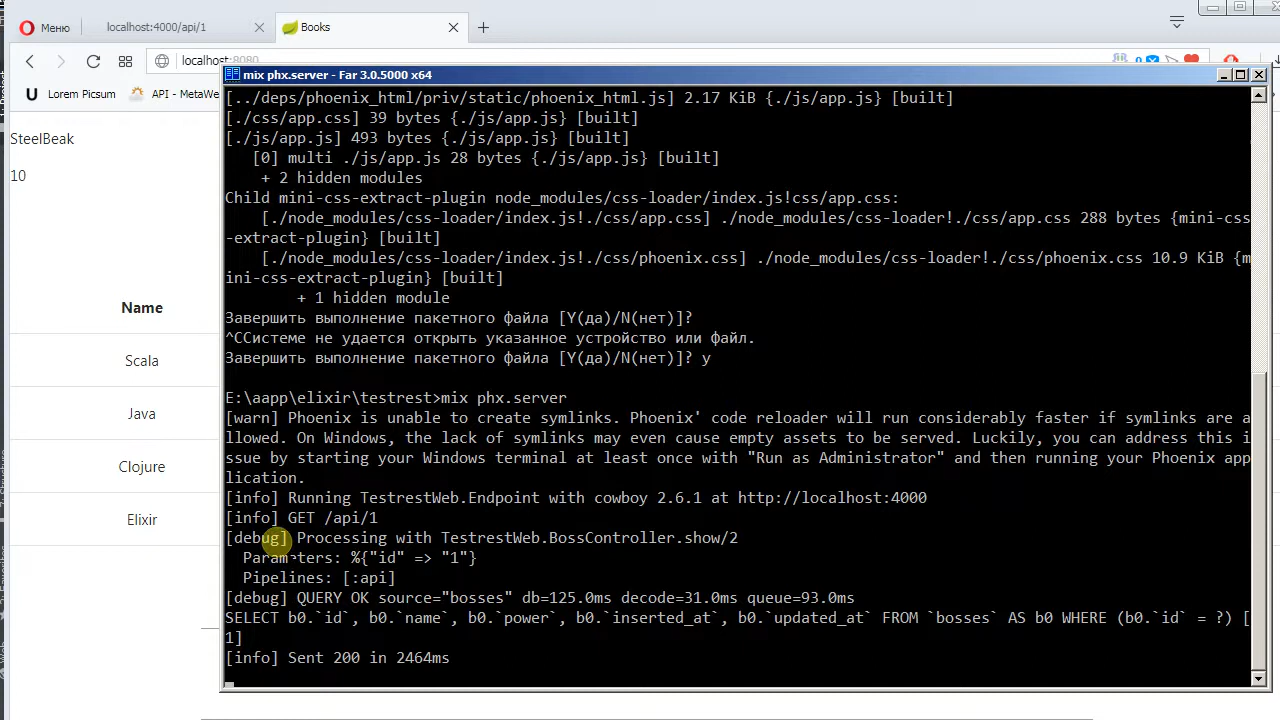 Меню
localhost:4000/api/1
Books
localhost:8080
Lorem Picsum
API - MetaWe
SteelBeak
10
Name
Scala
Java
Clojure
Elixir
mix phx.server - Far 3.0.5000 x64
[../deps/phoenix_html/priv/static/phoenix_html.js] 2.17 KiB {./js/app.js} [built]
[./css/app.css] 39 bytes {./js/app.js} [built]
[./js/app.js] 493 bytes {./js/app.js} [built]
[0] multi ./js/app.js 28 bytes {./js/app.js} [built]
+ 2 hidden modules
Child mini-css-extract-plugin node_modules/css-loader/index.js!css/app.css:
[./node_modules/css-loader/index.js!./css/app.css] ./node_modules/css-loader!./css/app.css 288 bytes {mini-css
-extract-plugin} [built]
[./node_modules/css-loader/index.js!./css/phoenix.css] ./node_modules/css-loader!./css/phoenix.css 10.9 KiB {m
ini-css-extract-plugin} [built]
+ 1 hidden module
Завершить выполнение пакетного файла [Y(да)/N(нет)]?
^CСистеме не удается открыть указанное устройство или файл.
Завершить выполнение пакетного файла [Y(да)/N(нет)]? y
E:\aapp\elixir\testrest>mix phx.server
[warn] Phoenix is unable to create symlinks. Phoenix' code reloader will run considerably faster if symlinks are a
llowed. On Windows, the lack of symlinks may even cause empty assets to be served. Luckily, you can address this i
ssue by starting your Windows terminal at least once with "Run as Administrator" and then running your Phoenix app
lication.
[info] Running TestrestWeb.Endpoint with cowboy 2.6.1 at http://localhost:4000
[info] GET /api/1
[debug] Processing with TestrestWeb.BossController.show/2
Parameters: %{"id" => "1"}
Pipelines: [:api]
[debug] QUERY OK source="bosses" db=125.0ms decode=31.0ms queue=93.0ms
SELECT b0.`id`, b0.`name`, b0.`power`, b0.`inserted_at`, b0.`updated_at` FROM `bosses` AS b0 WHERE (b0.`id` = ?) [
1]
[info] Sent 200 in 2464ms